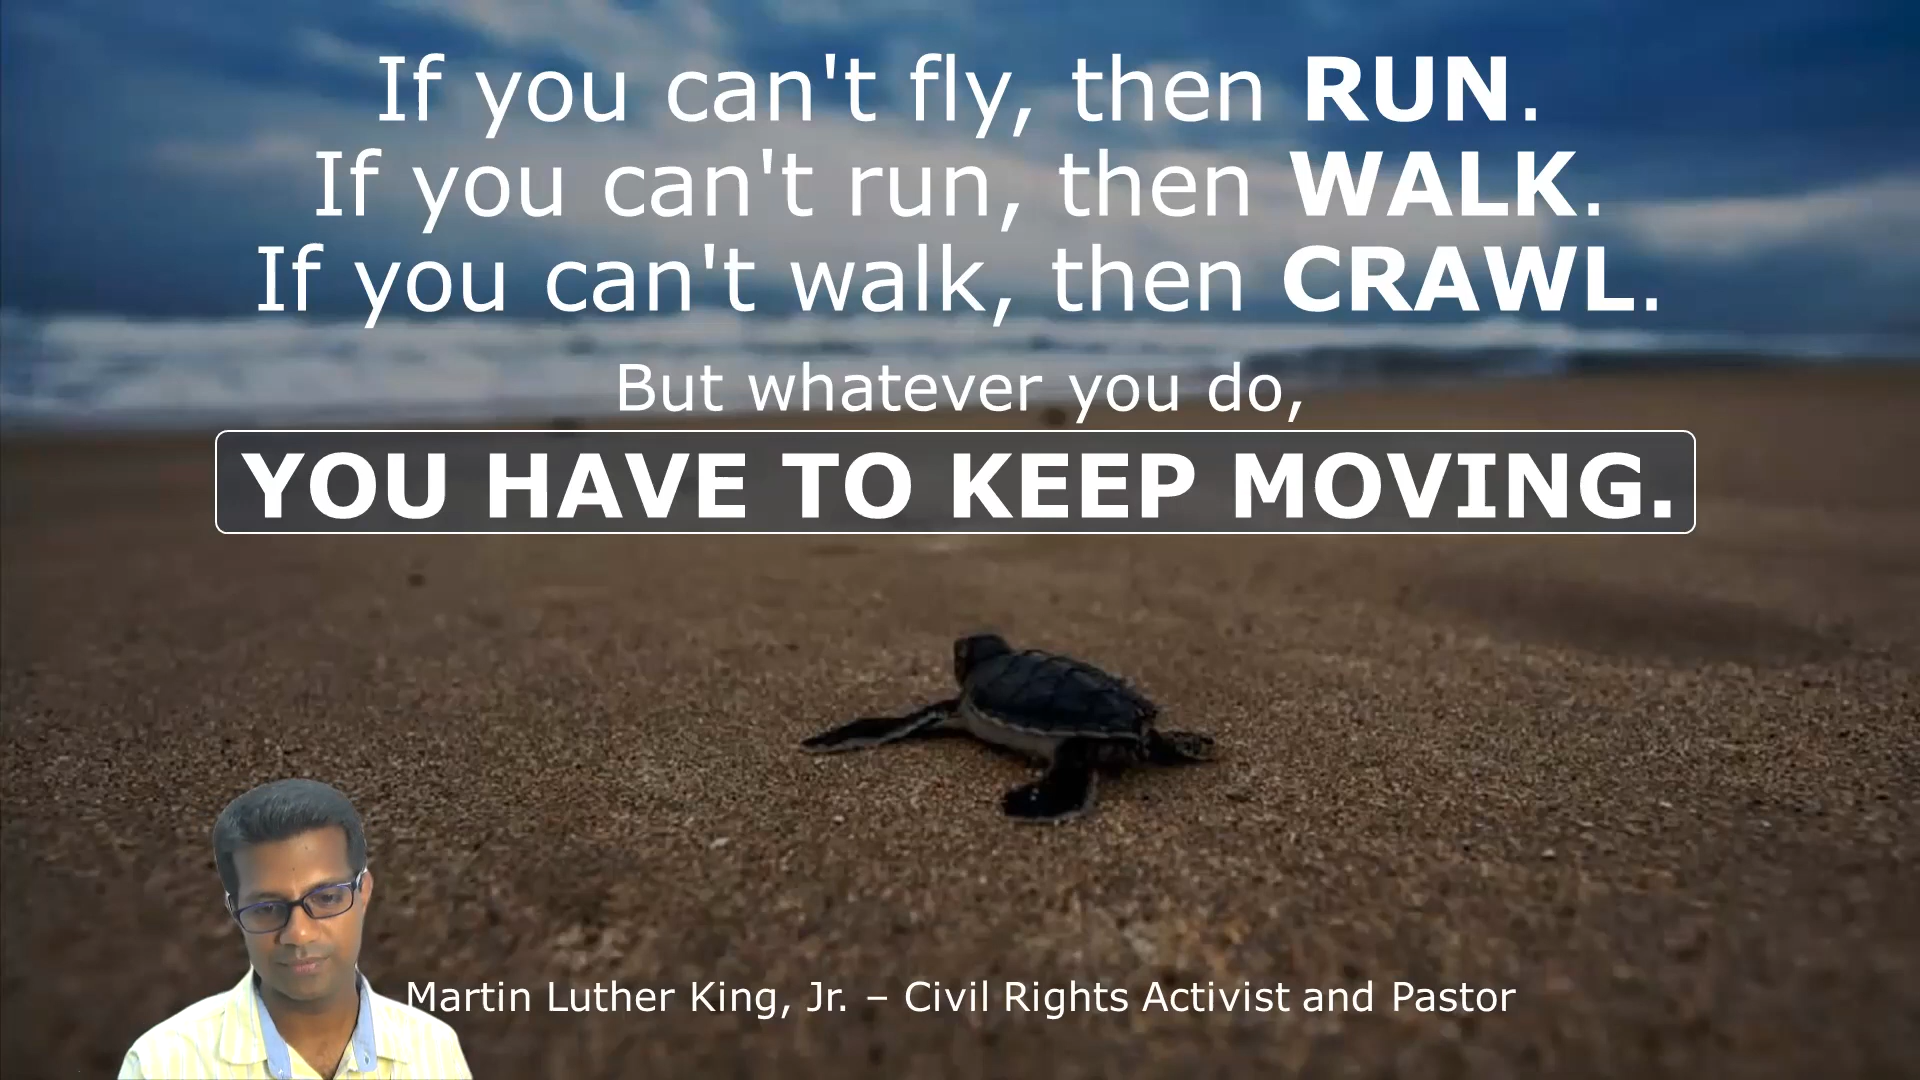 If you can't fly, then RUN.
If you can't run, then WALK.
If you can't walk, then CRAWL.
But whatever you do,
YOU HAVE TO KEEP MOVING.
Martin Luther King, Jr. – Civil Rights Activist and Pastor